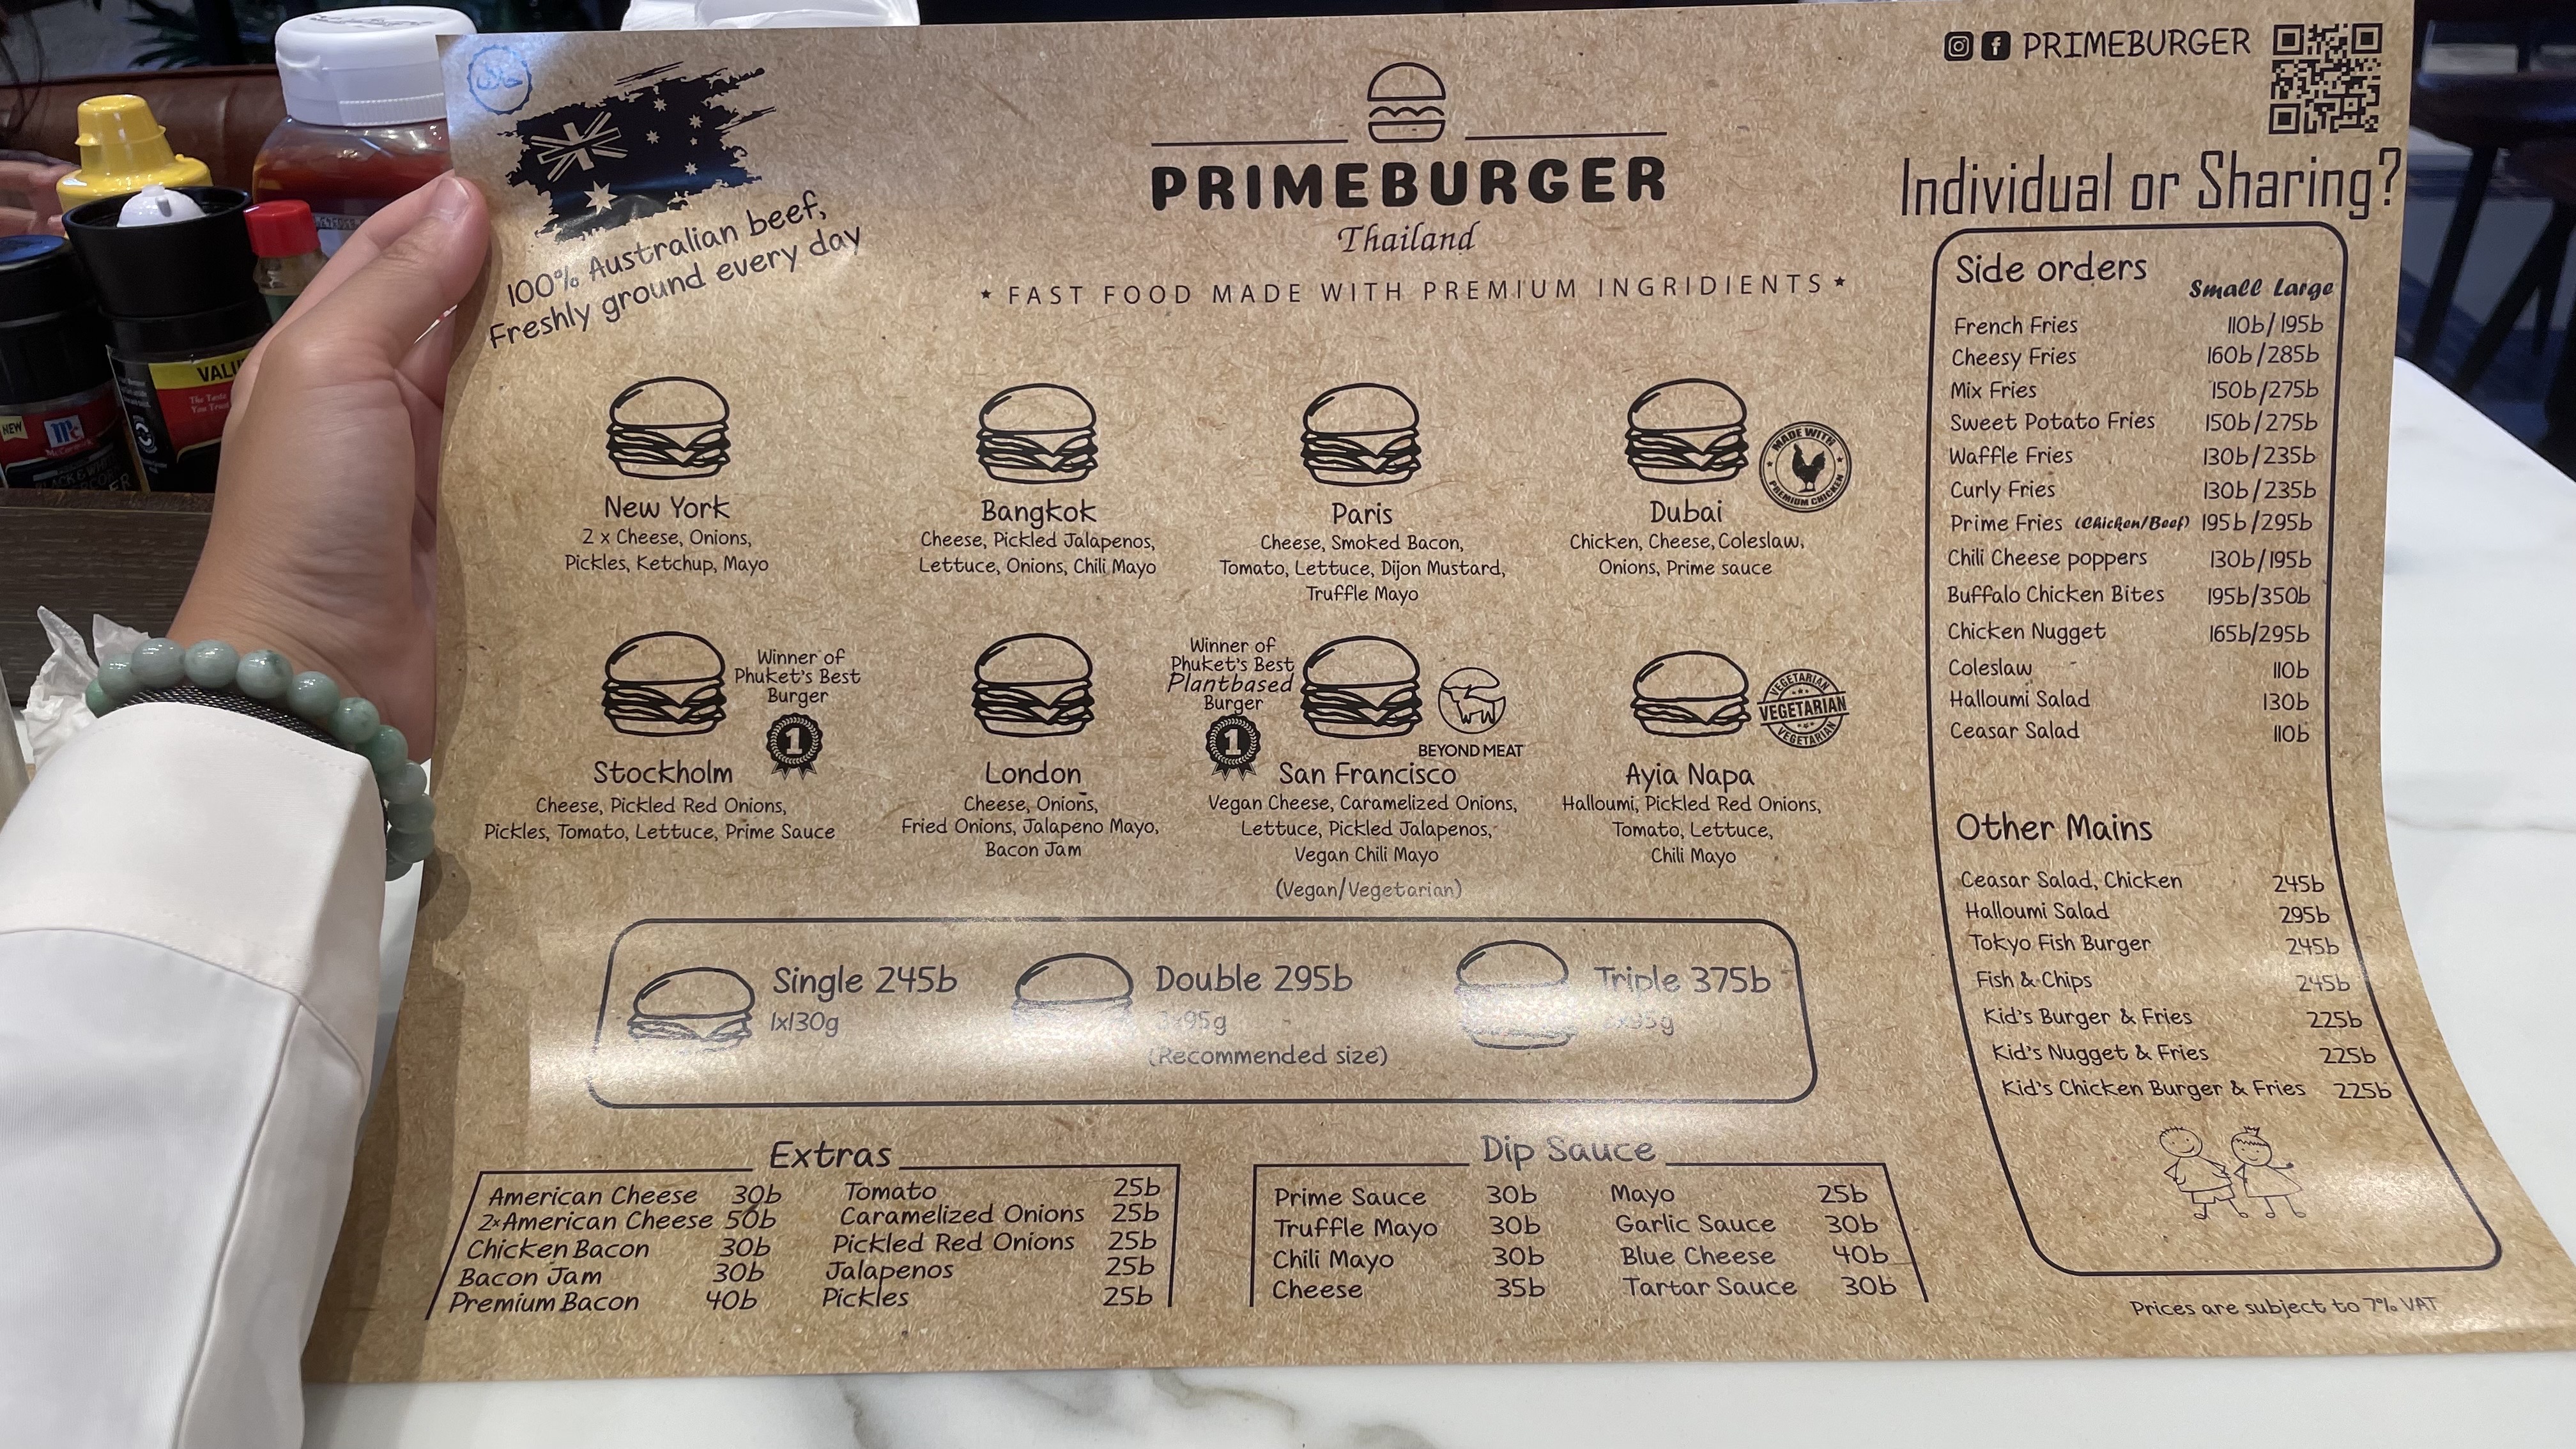 حلال
100% Australian beef,
Freshly ground every day
PRIMEBURGER
Thailand
* FAST FOOD MADE WITH PREMIUM INGRIDIENTS *
PRIMEBURGER
New York
2 x Cheese, Onions,
Pickles, Ketchup, Mayo
Bangkok
Cheese, Pickled Jalapenos,
Lettuce, Onions, Chili Mayo
Paris
Cheese, Smoked Bacon,
Tomato, Lettuce, Dijon Mustard,
Truffle Mayo
Dubai
Chicken, Cheese, Coleslaw,
Onions, Prime sauce
MADE WITH
PREMIUM CHICKEN
Stockholm
Cheese, Pickled Red Onions,
Pickles, Tomato, Lettuce, Prime Sauce
Winner of
Phuket's Best
Burger
1
London
Cheese, Onions,
Fried Onions, Jalapeno Mayo,
Bacon Jam
Winner of
Phuket's Best
Plantbased
Burger
1
BEYOND MEAT
San Francisco
Vegan Cheese, Caramelized Onions,
Lettuce, Pickled Jalapenos,
Vegan Chili Mayo
(Vegan/Vegetarian)
VEGETARIAN
VEGETARIAN
VEGETARIAN
Ayia Napa
Halloumi, Pickled Red Onions,
Tomato, Lettuce,
Chili Mayo
Single 245b
1x130g
Double 295b
(Recommended size)
Triple 375b
Extras
American Cheese 30b
2xAmerican Cheese 50b
Chicken Bacon 30b
Bacon Jam 30b
Premium Bacon 40b
Tomato 25b
Caramelized Onions 25b
Pickled Red Onions 25b
Jalapenos 25b
Pickles 25b
Dip Sauce
Prime Sauce 30b
Truffle Mayo 30b
Chili Mayo 30b
Cheese 35b
Mayo 25b
Garlic Sauce 30b
Blue Cheese 40b
Tartar Sauce 30b
Individual or Sharing?
Side orders
Small Large
French Fries 110b/195b
Cheesy Fries 160b/285b
Mix Fries 150b/275b
Sweet Potato Fries 150b/275b
Waffle Fries 130b/235b
Curly Fries 130b/235b
Prime Fries (Chicken/Beef) 195b/295b
Chili Cheese poppers 130b/195b
Buffalo Chicken Bites 195b/350b
Chicken Nugget 165b/295b
Coleslaw 110b
Halloumi Salad 130b
Ceasar Salad 110b
Other Mains
Ceasar Salad, Chicken 245b
Halloumi Salad 295b
Tokyo Fish Burger 245b
Fish & Chips 245b
Kid's Burger & Fries 225b
Kid's Nugget & Fries 225b
Kid's Chicken Burger & Fries 225b
Prices are subject to 7% VAT
NEW
McCormick
The Taste
You Trust